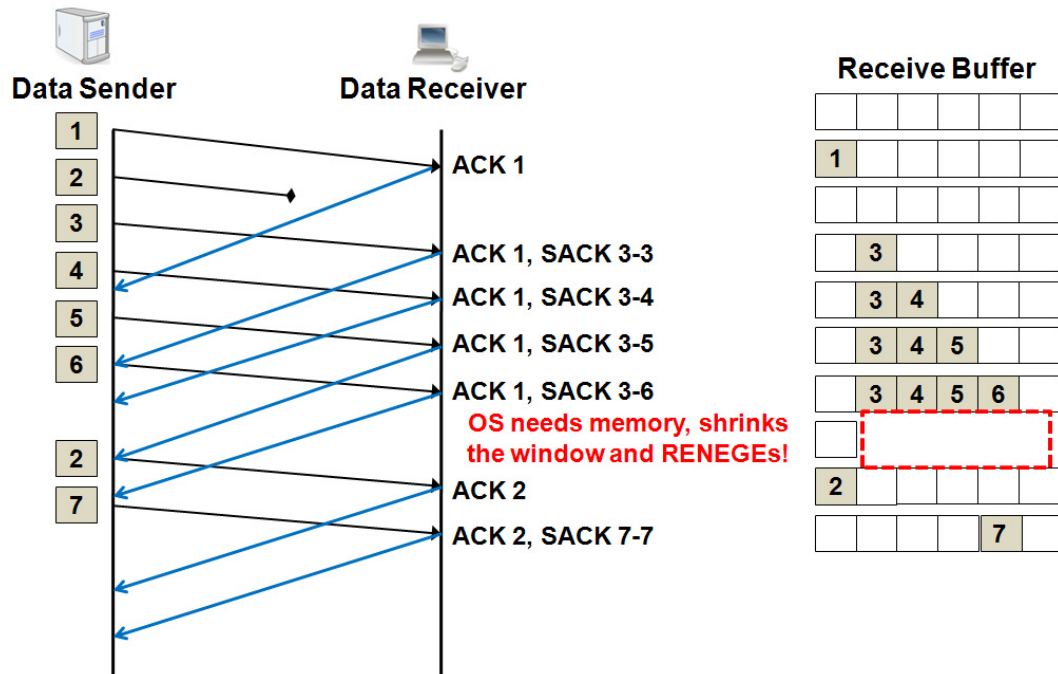 Data Sender
Data Receiver
Receive Buffer
1
ACK 1
1
2
3
ACK 1, SACK 3-3
3
4
ACK 1, SACK 3-4
3 4
5
ACK 1, SACK 3-5
3 4 5
6
ACK 1, SACK 3-6
3 4 5 6
OS needs memory, shrinks
the window and RENEGEs!
2
ACK 2
2
7
ACK 2, SACK 7-7
7